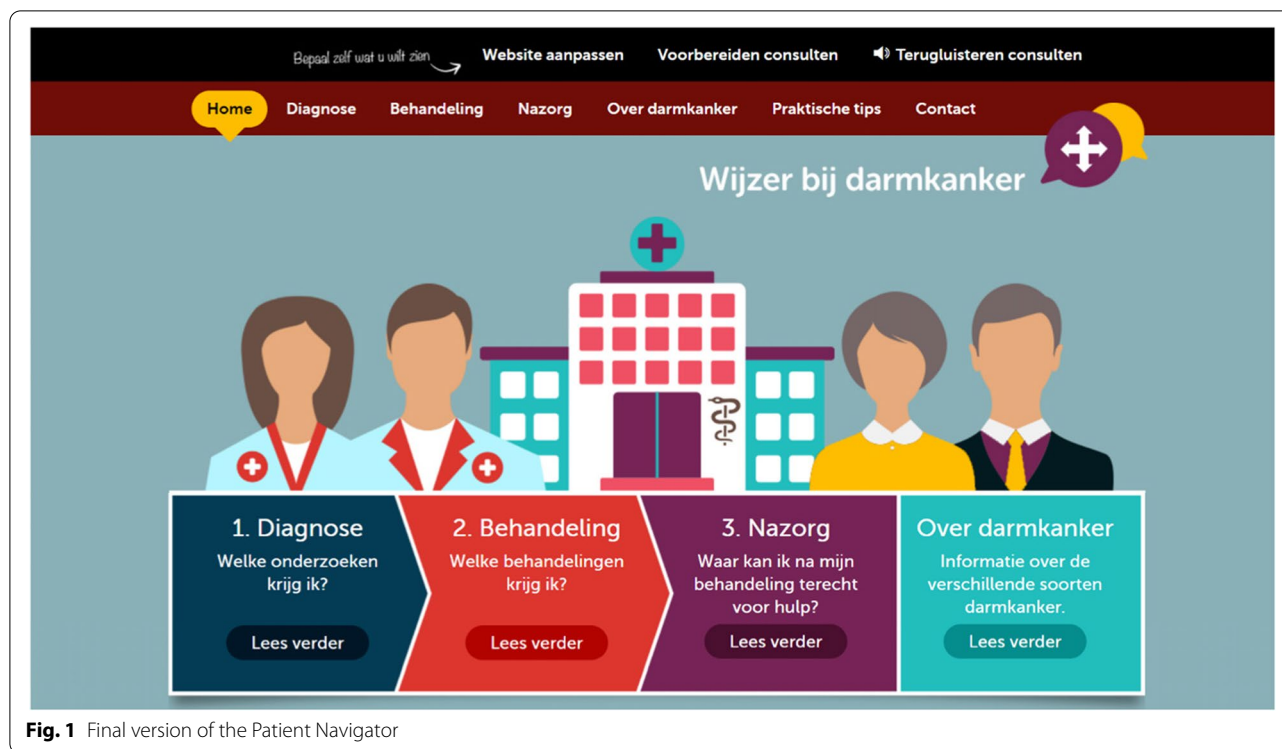 Bepaal zelf wat u wilt zien
Website aanpassen Voorbereiden consulten Terugluisteren consulten
Home Diagnose Behandeling Nazorg Over darmkanker Praktische tips Contact
Wijzer bij darmkanker
1. Diagnose
Welke onderzoeken
krijg ik?
Lees verder
2. Behandeling
Welke behandelingen
krijg ik?
Lees verder
3. Nazorg
Waar kan ik na mijn
behandeling terecht
voor hulp?
Lees verder
Over darmkanker
Informatie over de
verschillende soorten
darmkanker.
Lees verder
Fig. 1 Final version of the Patient Navigator